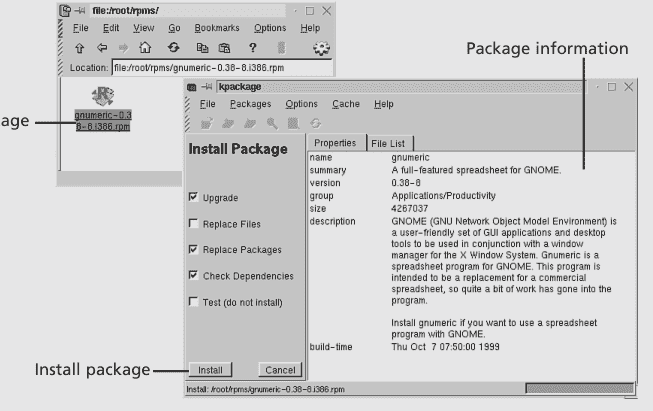 file:/root/rpms/
File Edit View Go Bookmarks Options Help
Location: file:/root/rpms/gnumeric-0.38-8.i386.rpm
gnumeric-0.3
8-8.i386.rpm
age
Package information
kpackage
File Packages Options Cache Help
Install Package
Upgrade
Replace Files
Replace Packages
Check Dependencies
Test (do not install)
Install Cancel
Install package
Properties File List
name gnumeric
summary A full-featured spreadsheet for GNOME.
version 0.38-8
group Applications/Productivity
size 4267037
description GNOME (GNU Network Object Model Environment) is
a user-friendly set of GUI applications and desktop
tools to be used in conjunction with a window
manager for the X Window System. Gnumeric is a
spreadsheet program for GNOME. This program is
intended to be a replacement for a commercial
spreadsheet, so quite a bit of work has gone into the
program.
Install gnumeric if you want to use a spreadsheet
program with GNOME.
build-time Thu Oct 7 07:50:00 1999
Install: /root/rpms/gnumeric-0.38-8.i386.rpm